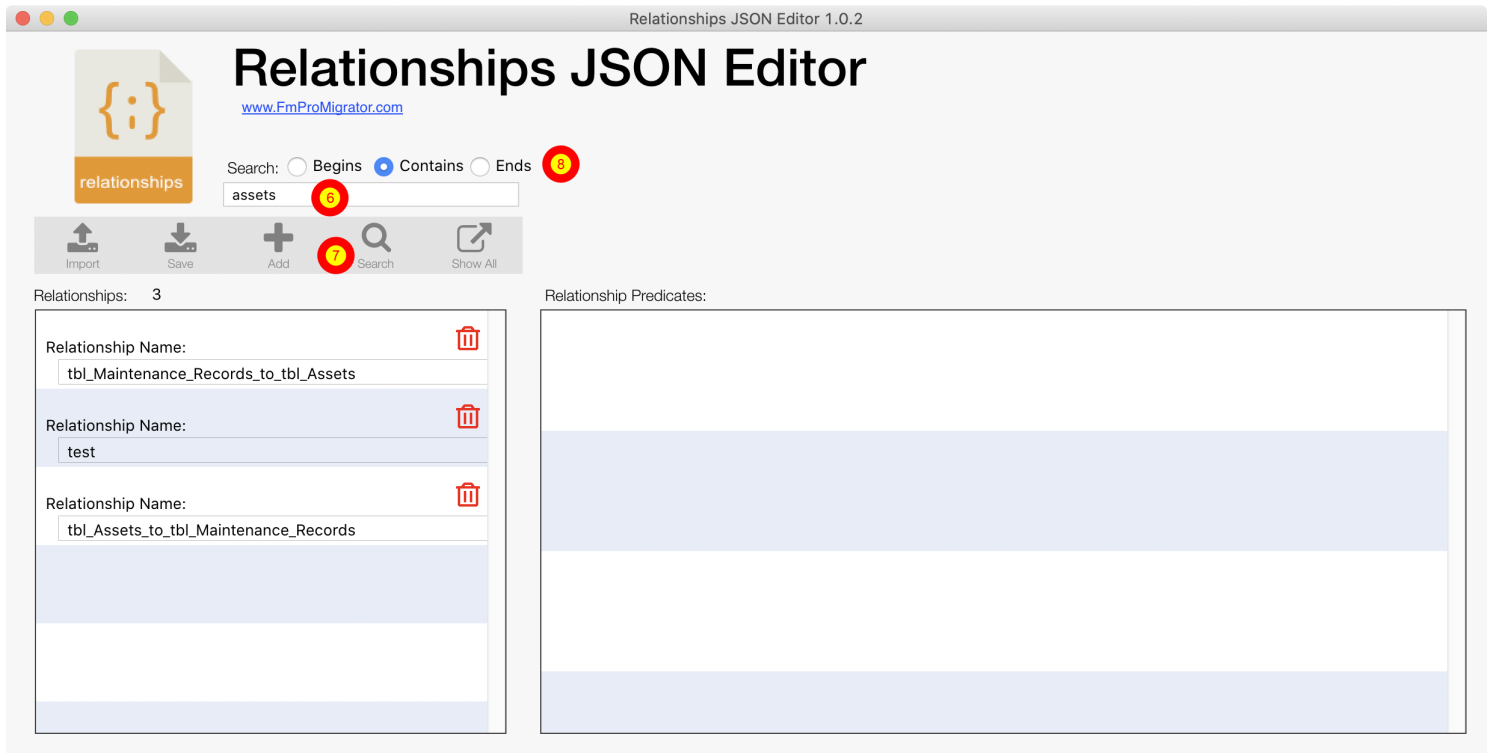 Relationships JSON Editor 1.0.2
Relationships JSON Editor
www.FmProMigrator.com
{;}
relationships
Search: Begins Contains Ends 8
assets 6
Import Save Add 7 Search Show All
Relationships: 3
Relationship Predicates:
Relationship Name:
tbl_Maintenance_Records_to_tbl_Assets
Relationship Name:
test
Relationship Name:
tbl_Assets_to_tbl_Maintenance_Records